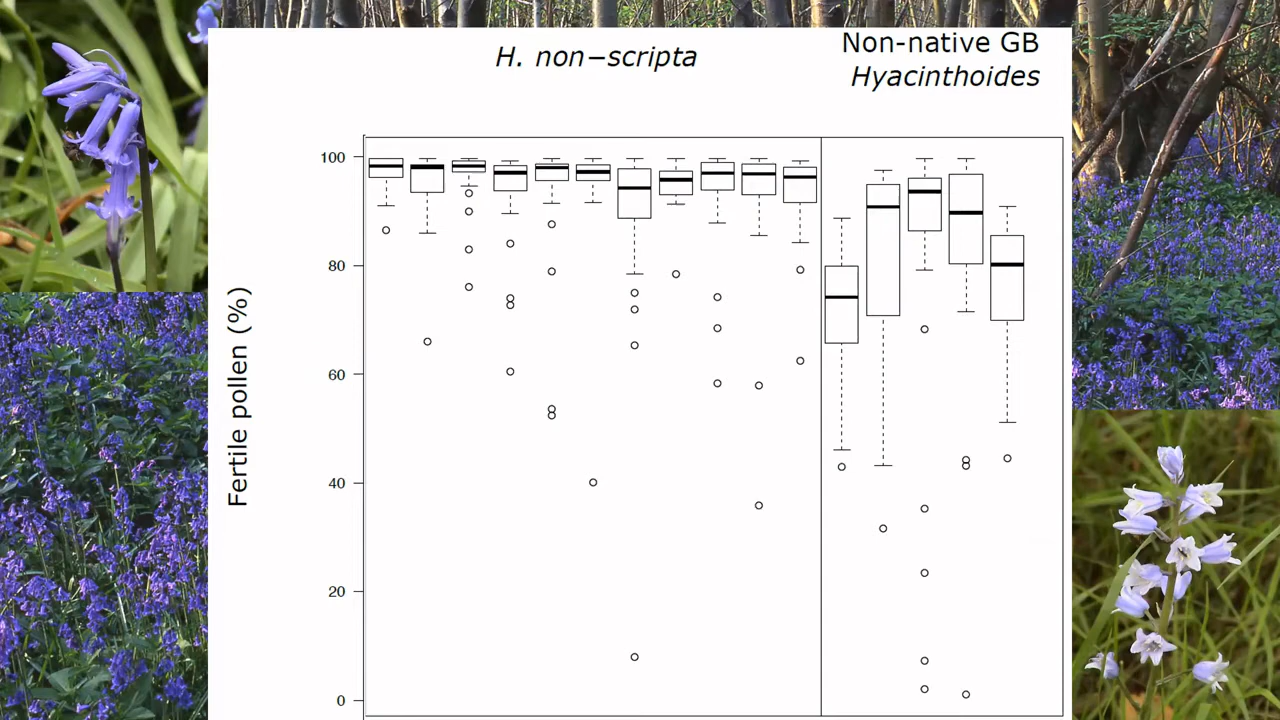 H. non−scripta
Non-native GB
Hyacinthoides
Fertile pollen (%)
100
80
60
40
20
0